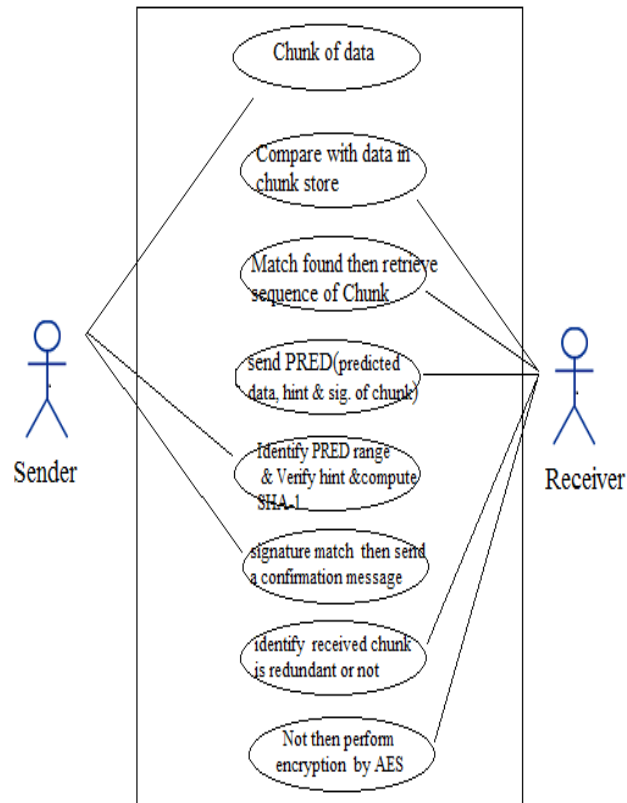 Chunk of data
Compare with data in
chunk store
Match found then retrieve
sequence of Chunk
send PRED(predicted
data, hint & sig. of chunk)
Identify PRED range
& Verify hint &compute
SHA-1
signature match then send
a confirmation message
identify received chunk
is redundant or not
Not then perform
encryption by AES
Sender
Receiver